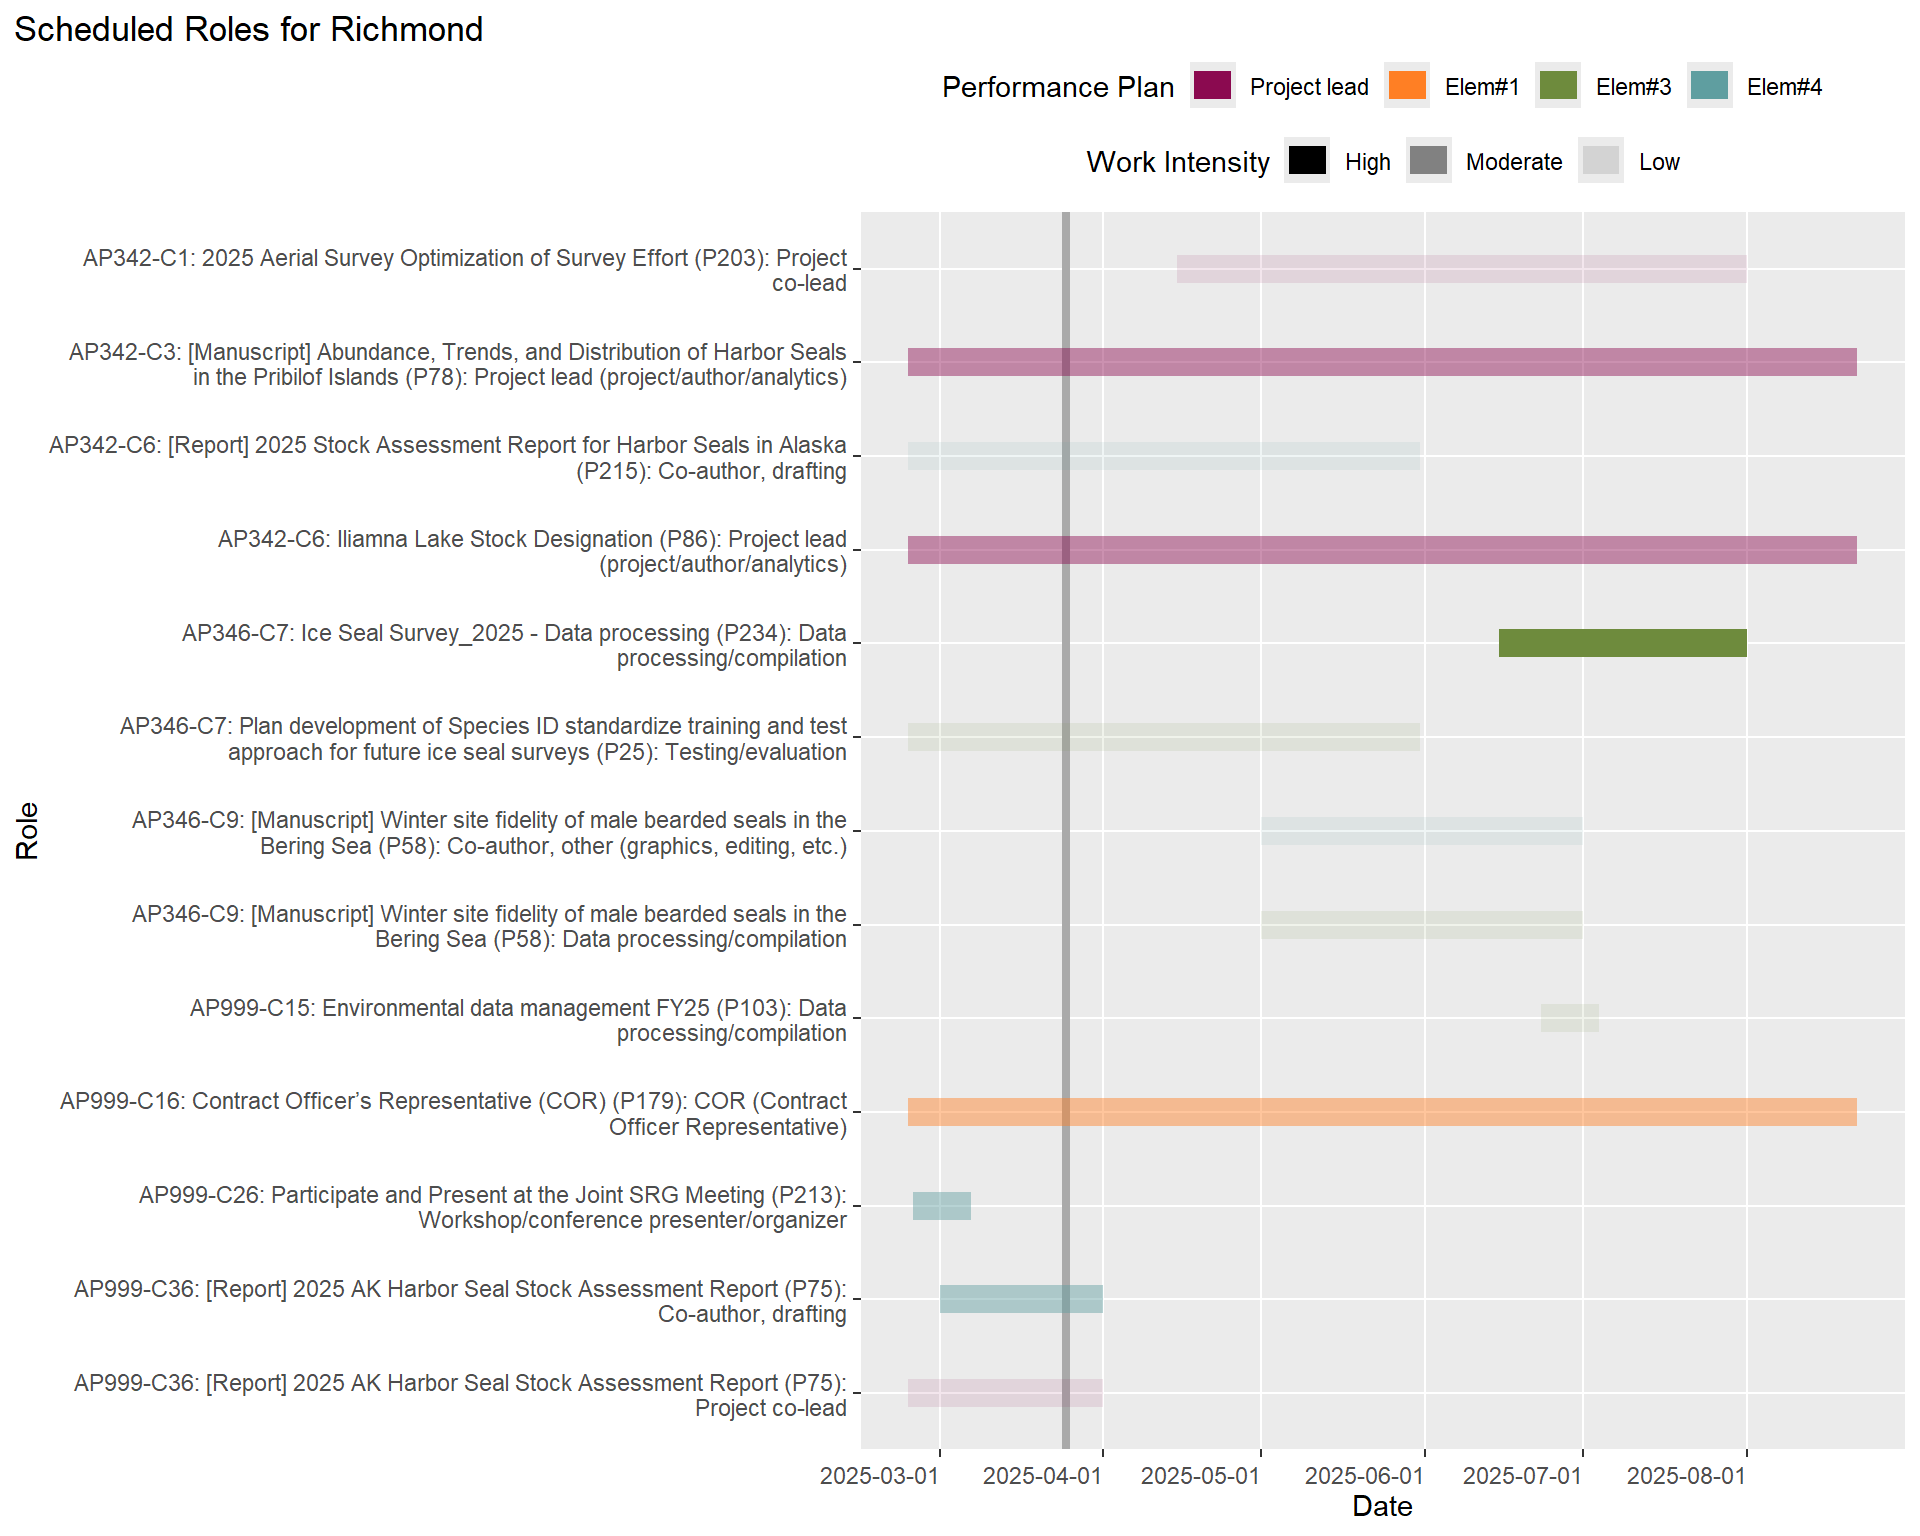 Scheduled Roles for Richmond
Performance Plan Project lead Elem#1 Elem#3 Elem#4
Work Intensity High Moderate Low
AP342-C1: 2025 Aerial Survey Optimization of Survey Effort (P203): Project
co-lead
AP342-C3: [Manuscript] Abundance, Trends, and Distribution of Harbor Seals
in the Pribilof Islands (P78): Project lead (project/author/analytics)
AP342-C6: [Report] 2025 Stock Assessment Report for Harbor Seals in Alaska
(P215): Co-author, drafting
AP342-C6: Iliamna Lake Stock Designation (P86): Project lead
(project/author/analytics)
AP346-C7: Ice Seal Survey_2025 - Data processing (P234): Data
processing/compilation
AP346-C7: Plan development of Species ID standardize training and test
approach for future ice seal surveys (P25): Testing/evaluation
AP346-C9: [Manuscript] Winter site fidelity of male bearded seals in the
Bering Sea (P58): Co-author, other (graphics, editing, etc.)
AP346-C9: [Manuscript] Winter site fidelity of male bearded seals in the
Bering Sea (P58): Data processing/compilation
AP999-C15: Environmental data management FY25 (P103): Data
processing/compilation
AP999-C16: Contract Officer’s Representative (COR) (P179): COR (Contract
Officer Representative)
AP999-C26: Participate and Present at the Joint SRG Meeting (P213):
Workshop/conference presenter/organizer
AP999-C36: [Report] 2025 AK Harbor Seal Stock Assessment Report (P75):
Co-author, drafting
AP999-C36: [Report] 2025 AK Harbor Seal Stock Assessment Report (P75):
Project co-lead
Role
2025-03-01 2025-04-01 2025-05-01 2025-06-01 2025-07-01 2025-08-01
Date